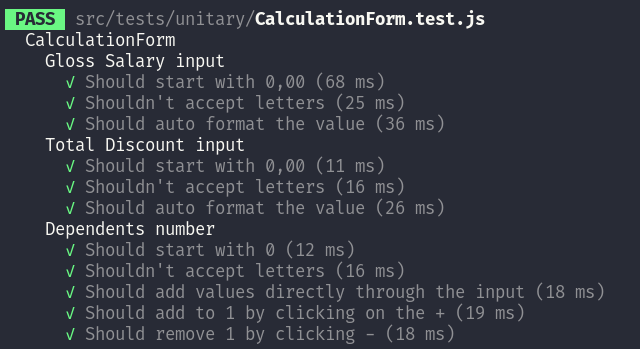 PASS src/tests/unitary/CalculationForm.test.js
CalculationForm
Gloss Salary input
✓ Should start with 0,00 (68 ms)
✓ Shouldn't accept letters (25 ms)
✓ Should auto format the value (36 ms)
Total Discount input
✓ Should start with 0,00 (11 ms)
✓ Shouldn't accept letters (16 ms)
✓ Should auto format the value (26 ms)
Dependents number
✓ Should start with 0 (12 ms)
✓ Shouldn't accept letters (16 ms)
✓ Should add values directly through the input (18 ms)
✓ Should add to 1 by clicking on the + (19 ms)
✓ Should remove 1 by clicking - (18 ms)